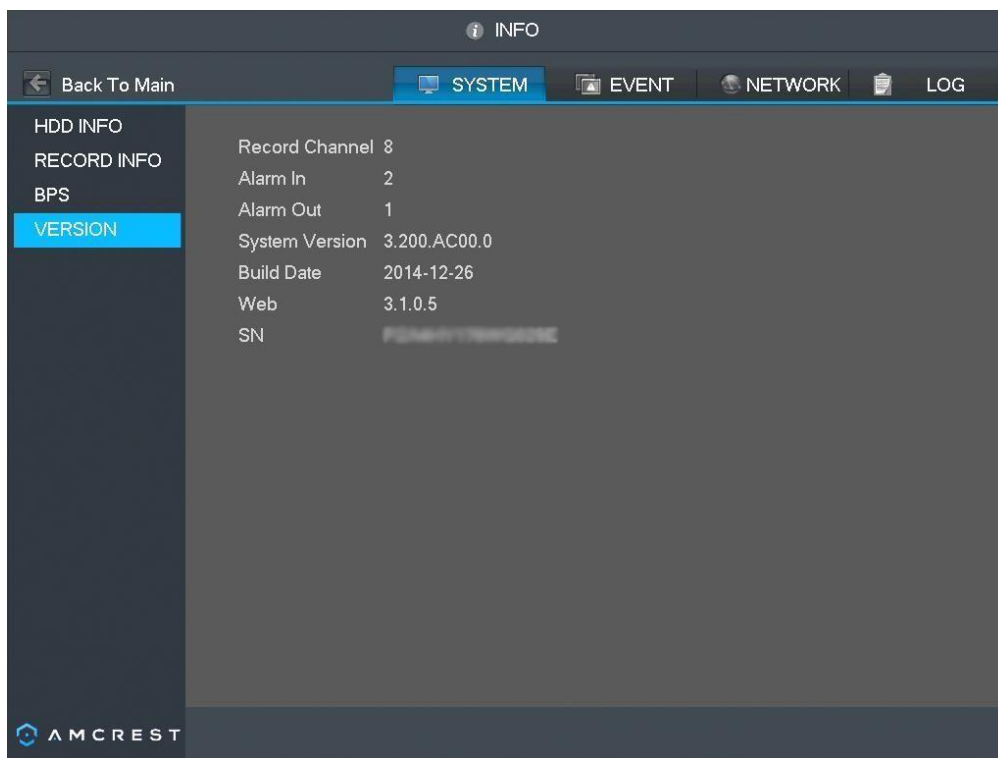 INFO
Back To Main SYSTEM EVENT NETWORK LOG
HDD INFO
RECORD INFO
BPS
VERSION
Record Channel 8
Alarm In 2
Alarm Out 1
System Version 3.200.AC00.0
Build Date 2014-12-26
Web 3.1.0.5
SN
AMCREST